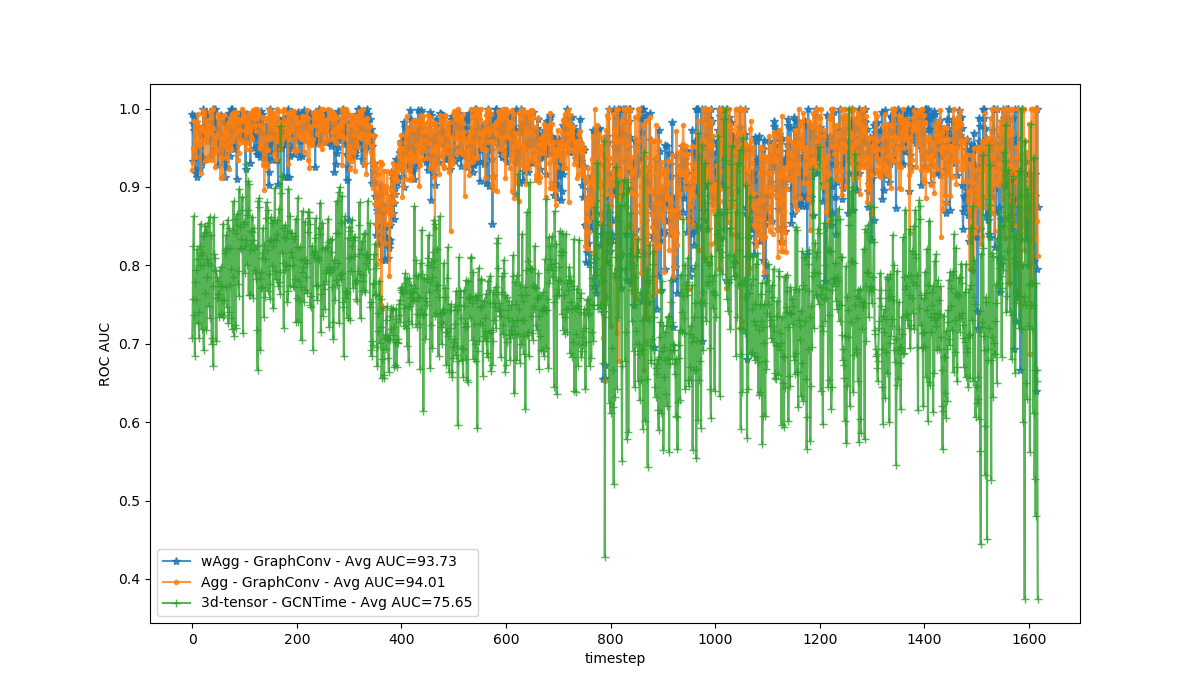 1.0
0.9
0.8
0.7
0.6
0.5
0.4
ROC AUC
wAgg - GraphConv - Avg AUC=93.73
Agg - GraphConv - Avg AUC=94.01
3d-tensor - GCNTime - Avg AUC=75.65
0 200 400 600 800 1000 1200 1400 1600
timestep